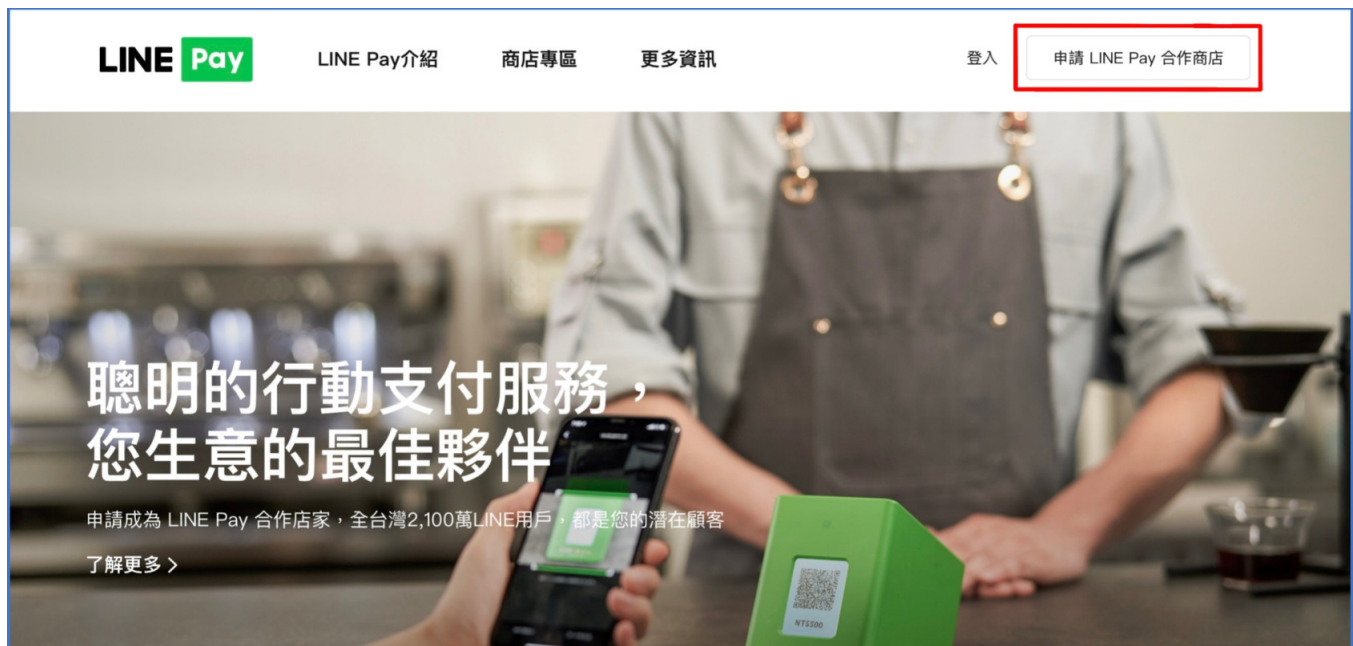 LINE Pay
LINE Pay介紹
商店專區
更多資訊
登入
申請 LINE Pay 合作商店
聰明的行動支付服務，
您生意的最佳夥伴
申請成為 LINE Pay 合作店家，全台灣2,100萬LINE用戶，都是您的潛在顧客
了解更多 >
NT$500